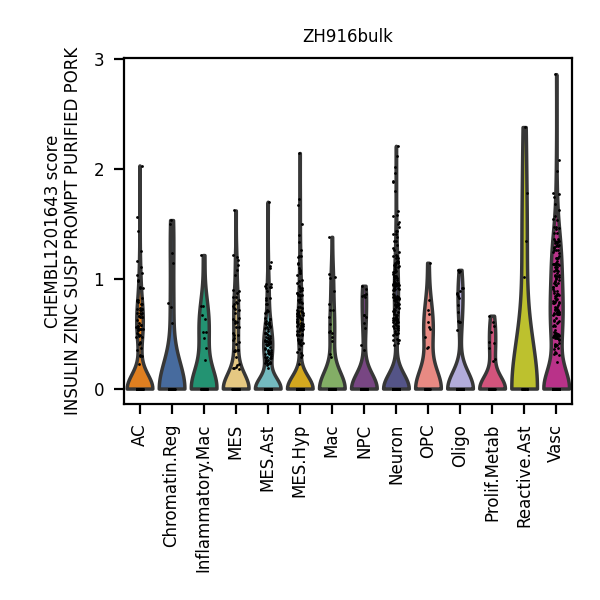 ZH916bulk
CHEMBL1201643 score
INSULIN ZINC SUSP PROMPT PURIFIED PORK
3
2
1
0
AC
Chromatin.Reg
Inflammatory.Mac
MES
MES.Ast
MES.Hyp
Mac
NPC
Neuron
OPC
Oligo
Prolif.Metab
Reactive.Ast
Vasc